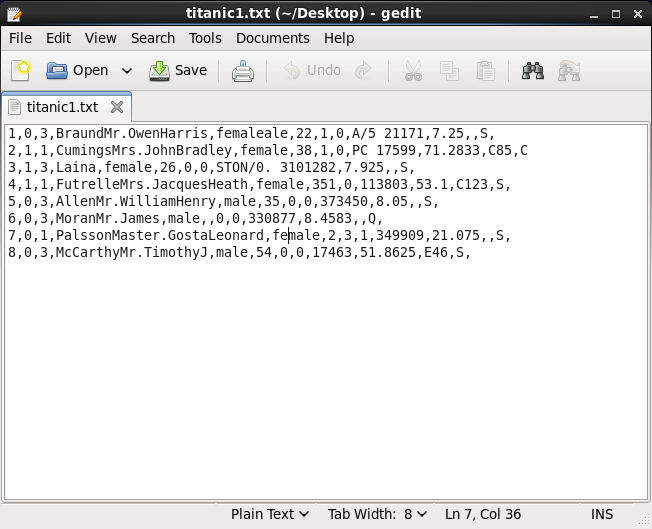 titanic1.txt (~/Desktop) - gedit
File Edit View Search Tools Documents Help
Open Save Undo
titanic1.txt
1,0,3,BraundMr.OwenHarris,femaleale,22,1,0,A/5 21171,7.25,,S,
2,1,1,CumingsMrs.JohnBradley,female,38,1,0,PC 17599,71.2833,C85,C
3,1,3,Laina,female,26,0,0,STON/0. 3101282,7.925,,S,
4,1,1,FutrelleMrs.JacquesHeath,female,351,0,113803,53.1,C123,S,
5,0,3,AllenMr.WilliamHenry,male,35,0,0,373450,8.05,,S,
6,0,3,MoranMr.James,male,,0,0,330877,8.4583,,Q,
7,0,1,PalssonMaster.GostaLeonard,female,2,3,1,349909,21.075,,S,
8,0,3,McCarthyMr.TimothyJ,male,54,0,0,17463,51.8625,E46,S,
Plain Text Tab Width: 8 Ln 7, Col 36 INS